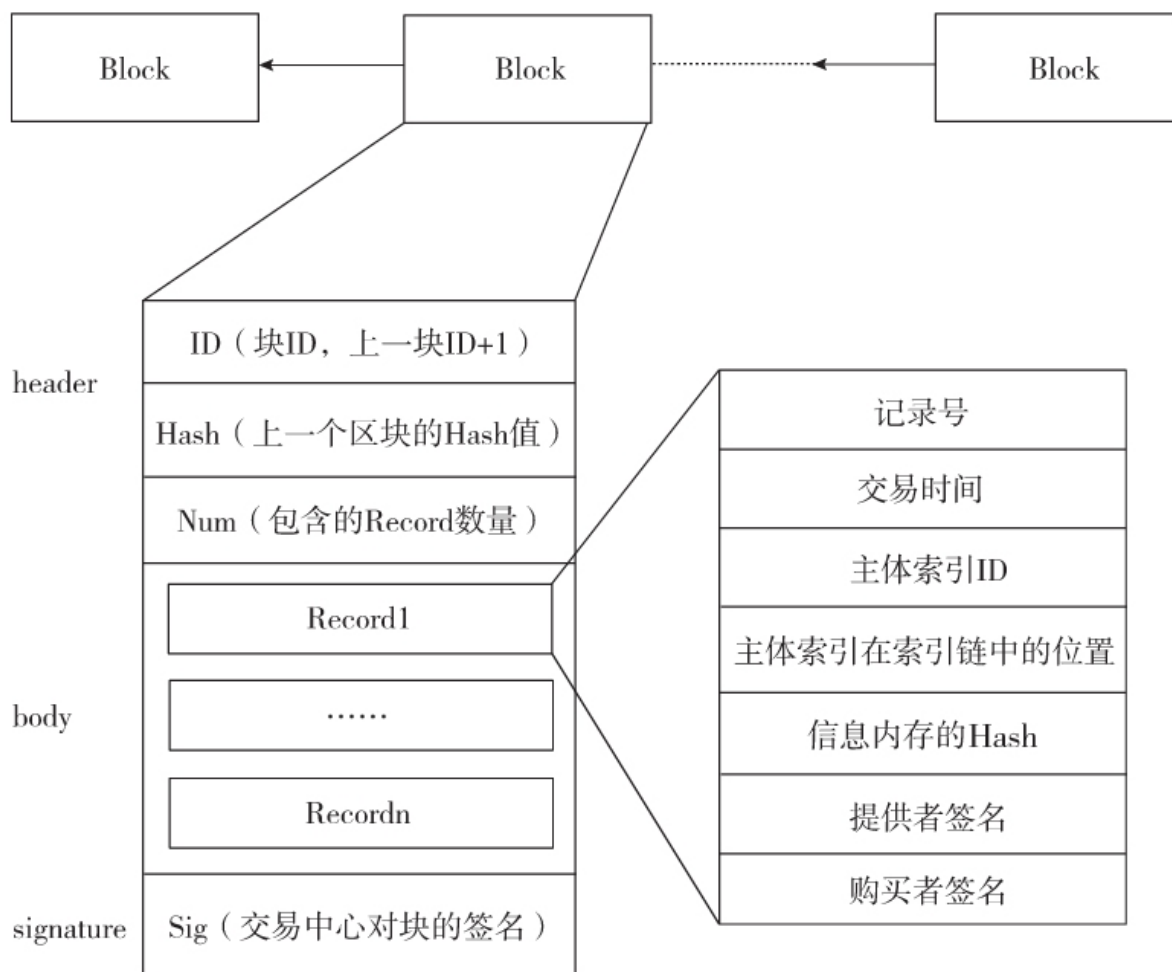 Block
Block
Block
ID（块ID，上一块ID+1）
header
Hash（上一个区块的Hash值）
Num（包含的Record数量）
Record1
body
……
Recordn
signature
Sig（交易中心对块的签名）
记录号
交易时间
主体索引ID
主体索引在索引链中的位置
信息内存的Hash
提供者签名
购买者签名